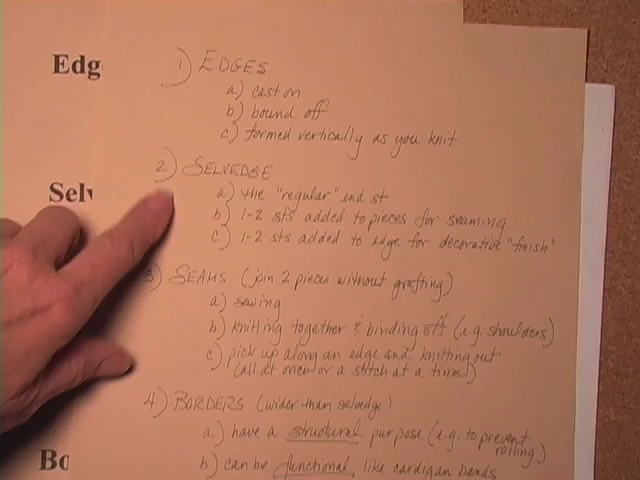 Edg
1) EDGES
a) cast on
b) bound off
c) formed vertically as you knit
2) SELVEDGE
Selv
a) the "regular" end st
b) 1-2 sts added to pieces for seaming
c) 1-2 sts added to edge for decorative "finish"
3) SEAMS (join 2 pieces without grafting)
a) sewing
b) knitting together & binding off (e.g. shoulders)
c) pick up along an edge and knitting out
(all at once or a stitch at a time)
4) BORDERS (wider than selvedge)
a) have a structural purpose (e.g. to prevent
rolling)
Bo
b) can be functional, like cardigan bands